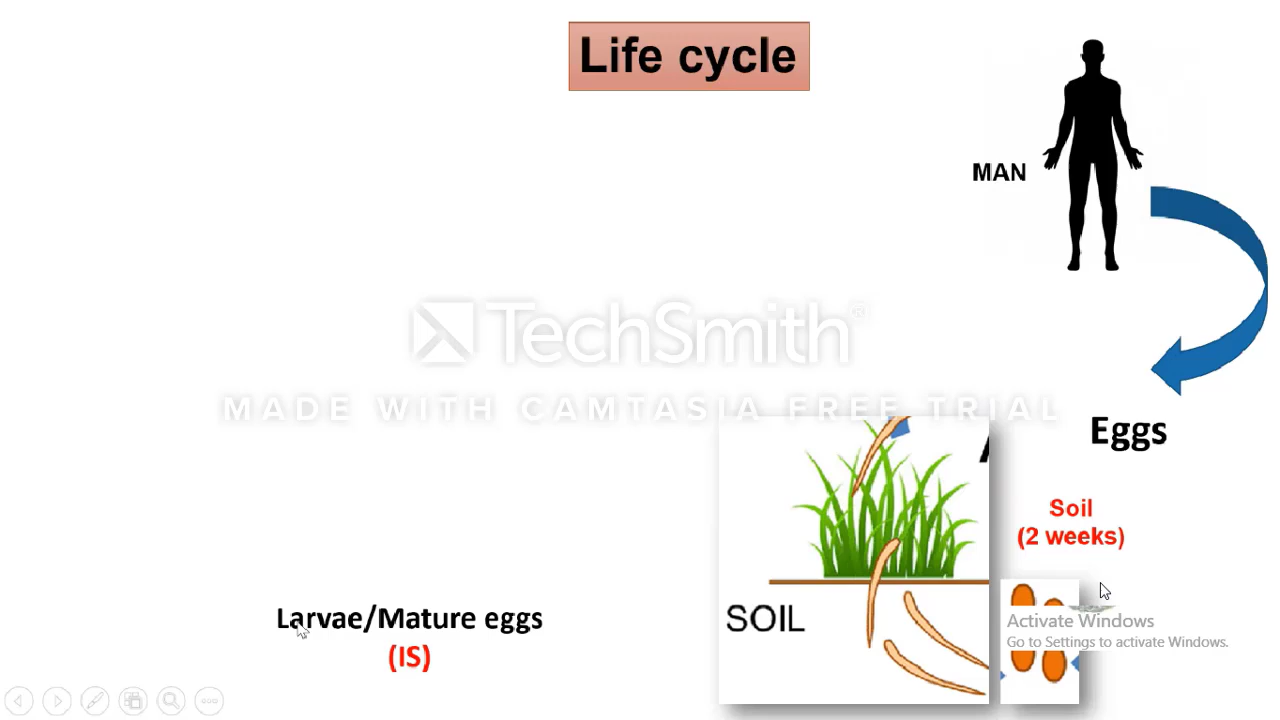 Life cycle
MAN
TechSmith®
MADE WITH CAMTASIA FREE TRIAL
Eggs
Soil
(2 weeks)
SOIL
Larvae/Mature eggs
(IS)
Activate Windows
Go to Settings to activate Windows.